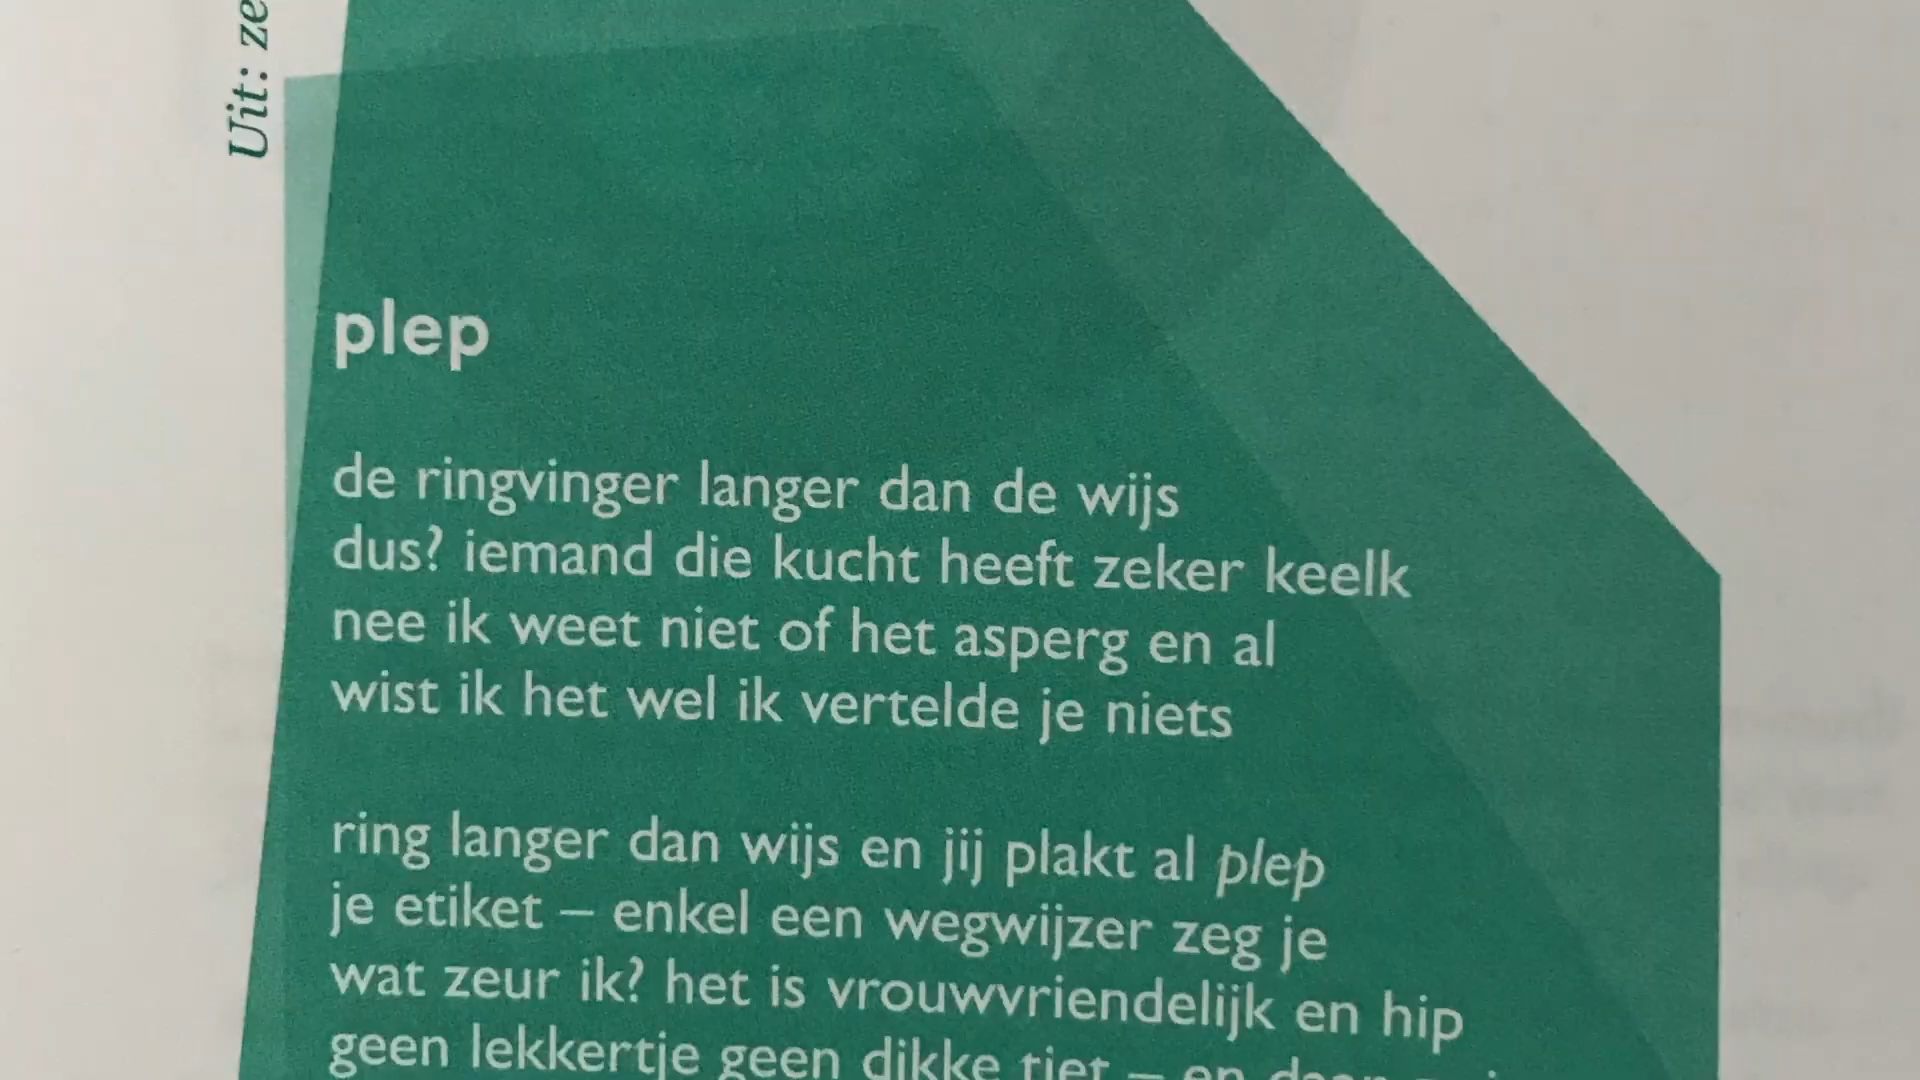 Uit:
plep
de ringvinger langer dan de wijs
dus? iemand die kucht heeft zeker keelk
nee ik weet niet of het asperg en al
wist ik het wel ik vertelde je niets
ring langer dan wijs en jij plakt al plep
je etiket – enkel een wegwijzer zeg je
wat zeur ik? het is vrouwvriendelijk en hip
geen lekkertje geen dikke tiet – en